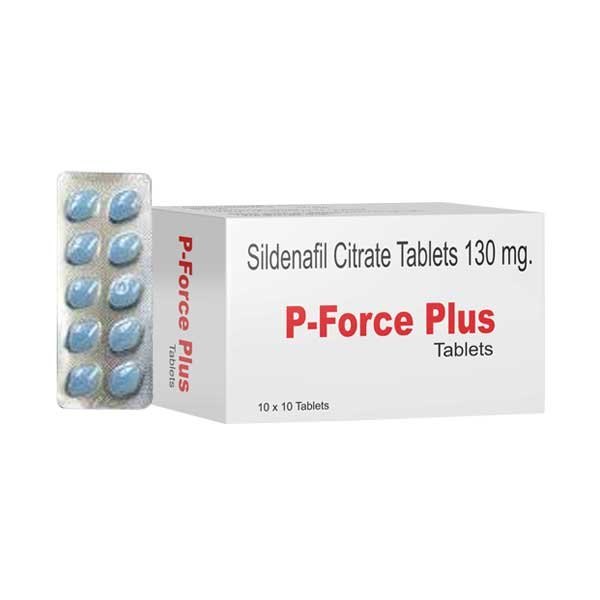 P-Force Plus
Tablets
Sildenafil Citrate Tablets 130 mg.
P-Force Plus
Tablets
10 x 10 Tablets